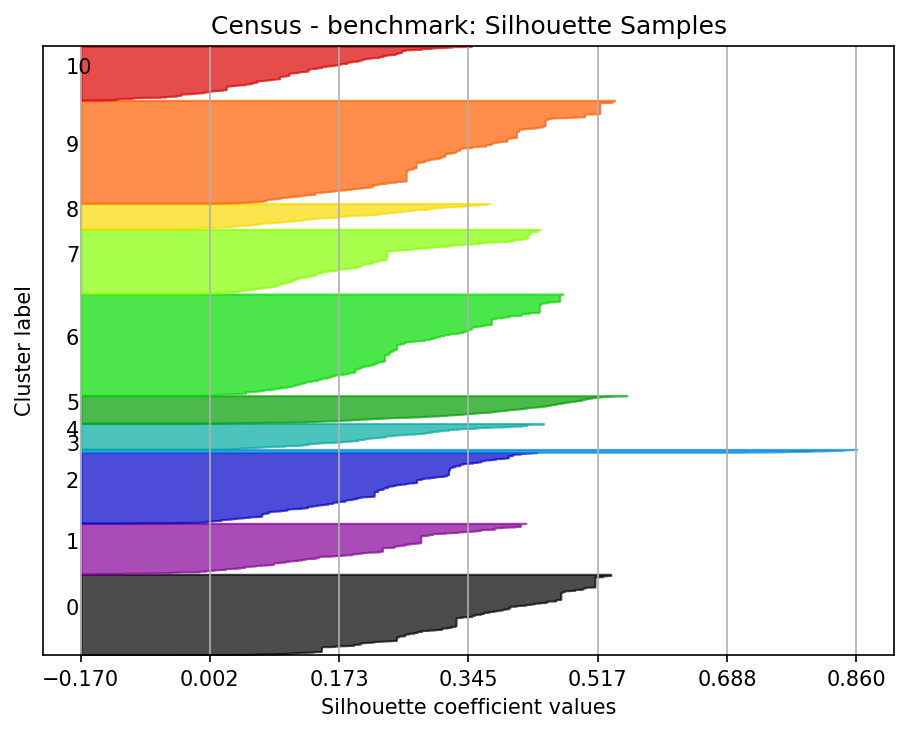 Census - benchmark: Silhouette Samples
10
9
8
7
6
5
4
3
2
1
0
Cluster label
−0.170 0.002 0.173 0.345 0.517 0.688 0.860
Silhouette coefficient values